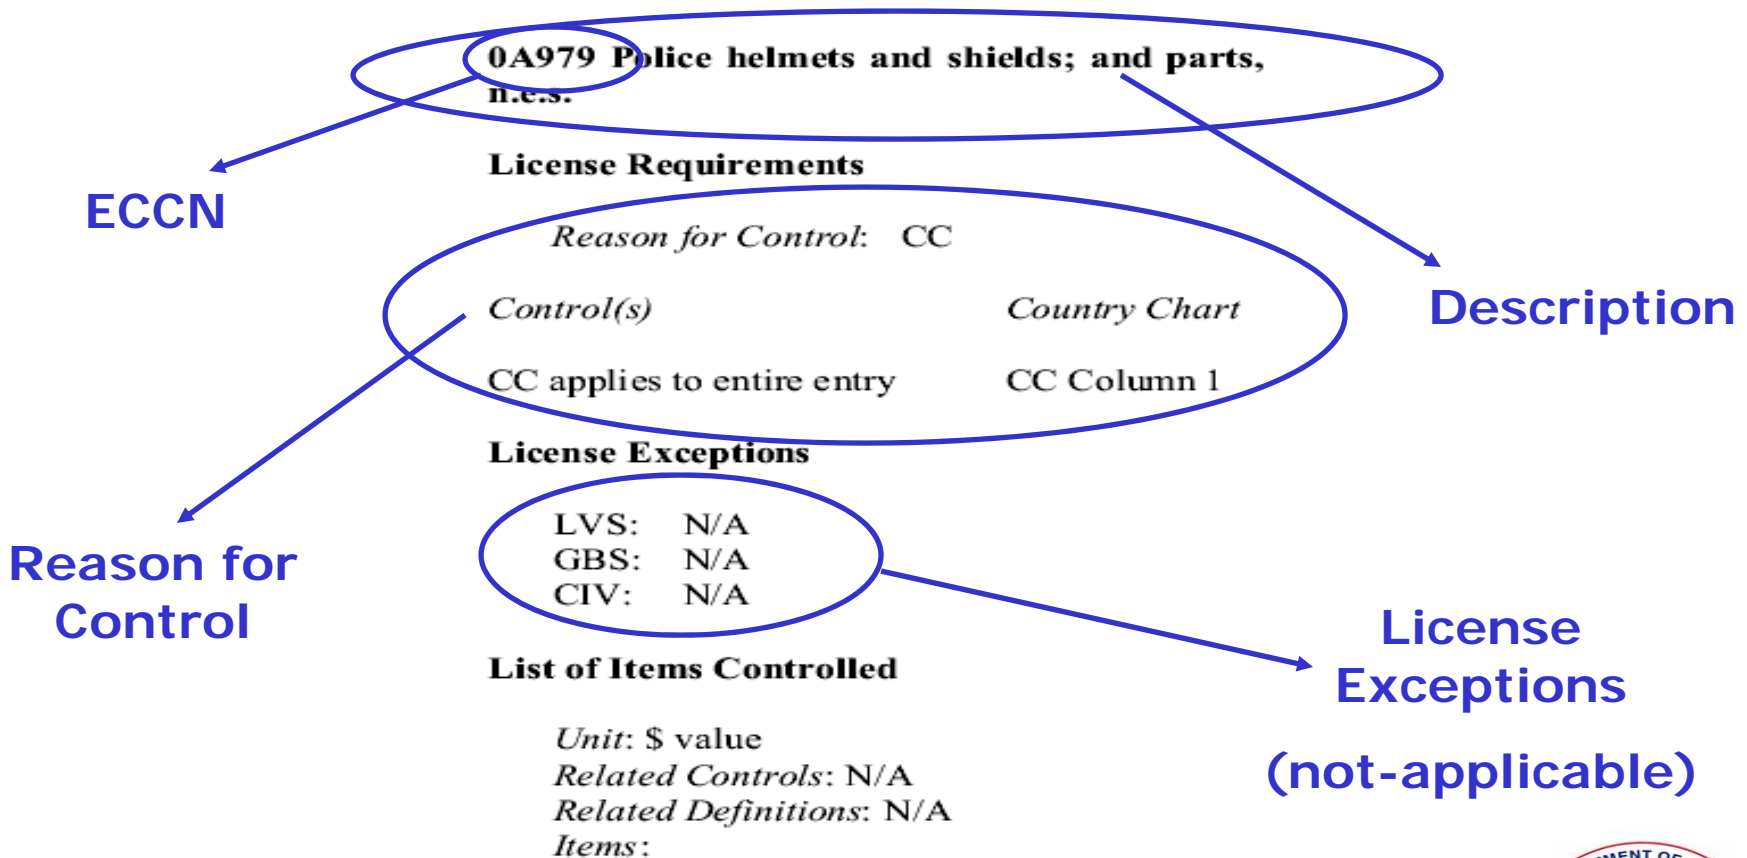 0A979 Police helmets and shields; and parts,
n.e.s.
License Requirements
ECCN
Reason for Control: CC
Control(s) Country Chart
Description
CC applies to entire entry CC Column 1
License Exceptions
LVS: N/A
GBS: N/A
CIV: N/A
Reason for
Control
License
Exceptions
(not-applicable)
List of Items Controlled
Unit: $ value
Related Controls: N/A
Related Definitions: N/A
Items: